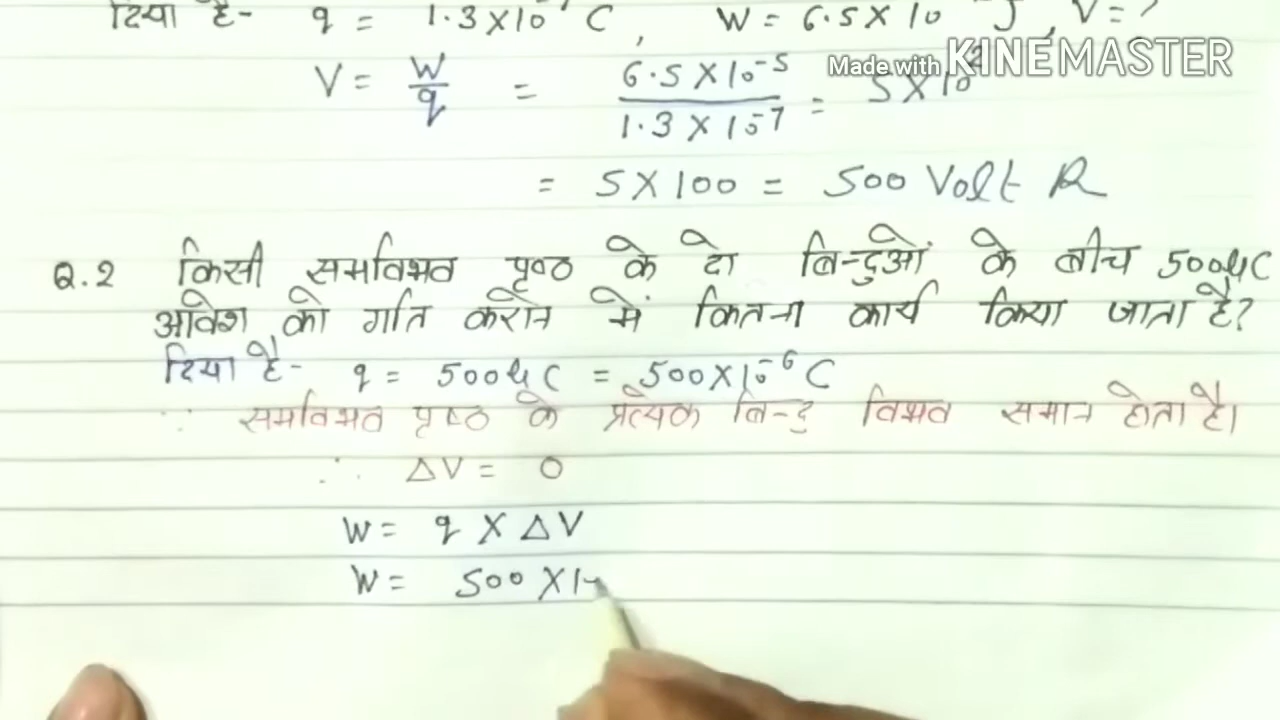 दिया है- q = 1.3×10 C, W = 6.5×10 J, V=?
Made with KINEMASTER
V = W/q = 6.5×10⁻⁵/1.3×10⁻⁷ = 5×10²
= 5×100 = 500 Volt
Q.2 किसी समविभव पृष्ठ के दो बिन्दुओं के बीच 500μC
आवेश को गति कराने में कितना कार्य किया जाता है?
दिया है- q = 500μC = 500×10⁻⁶ C
∵ समविभव पृष्ठ के प्रत्येक बिन्दु विभव समान होता है।
∴ ΔV = 0
W = q × ΔV
W = 500 ×1